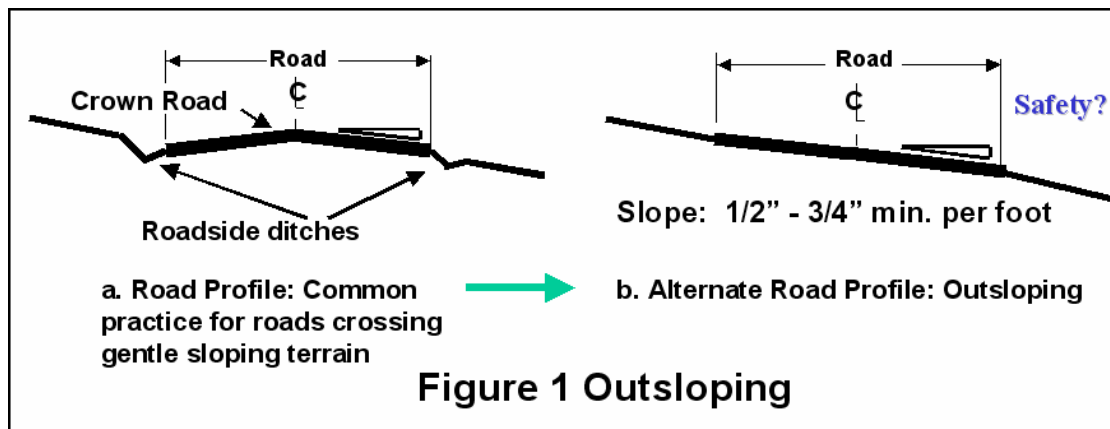 Road
℄
Crown Road
Roadside ditches
a. Road Profile: Common
practice for roads crossing
gentle sloping terrain
Road
℄
Safety?
Slope: 1/2” - 3/4” min. per foot
b. Alternate Road Profile: Outsloping
Figure 1 Outsloping